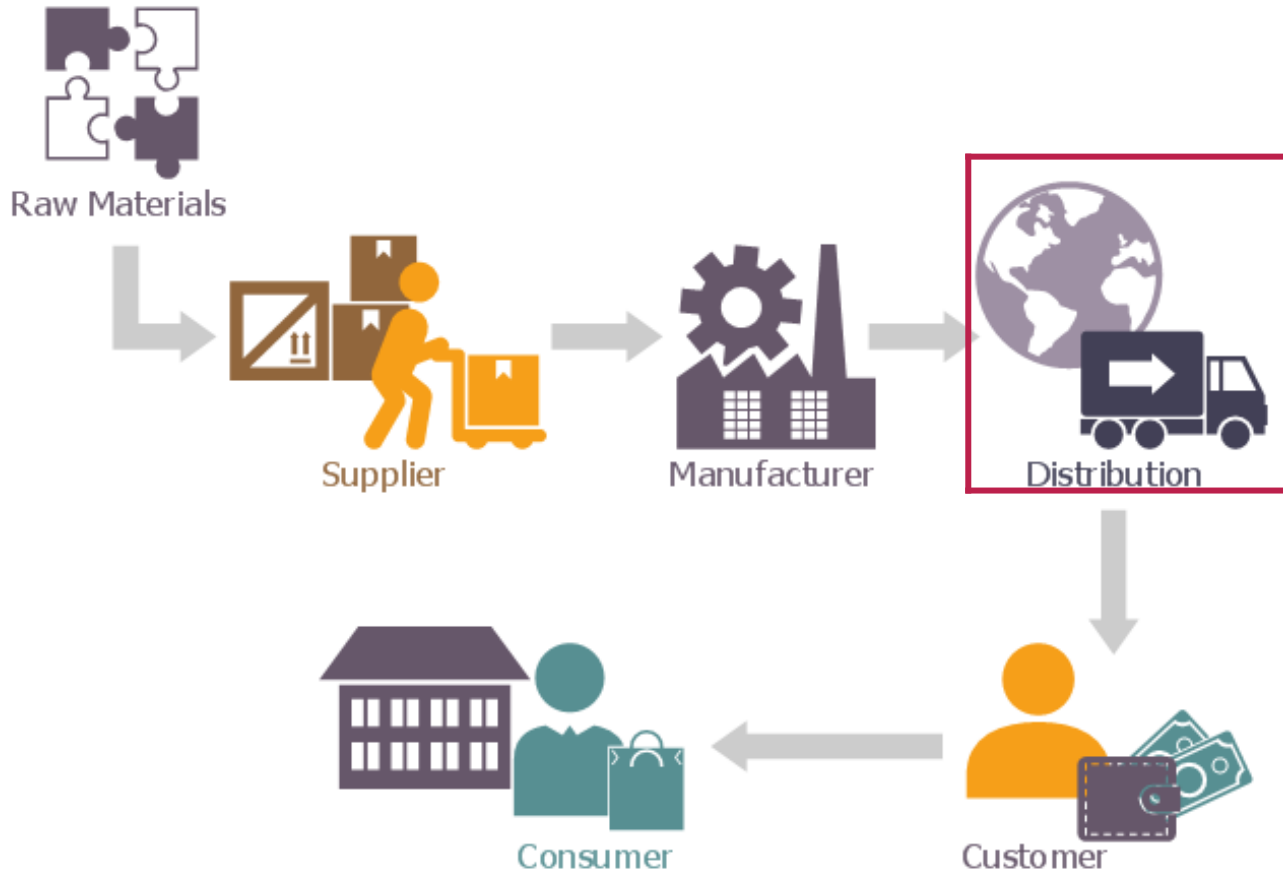 Raw Materials
Supplier
Manufacturer
Distribution
Customer
Consumer